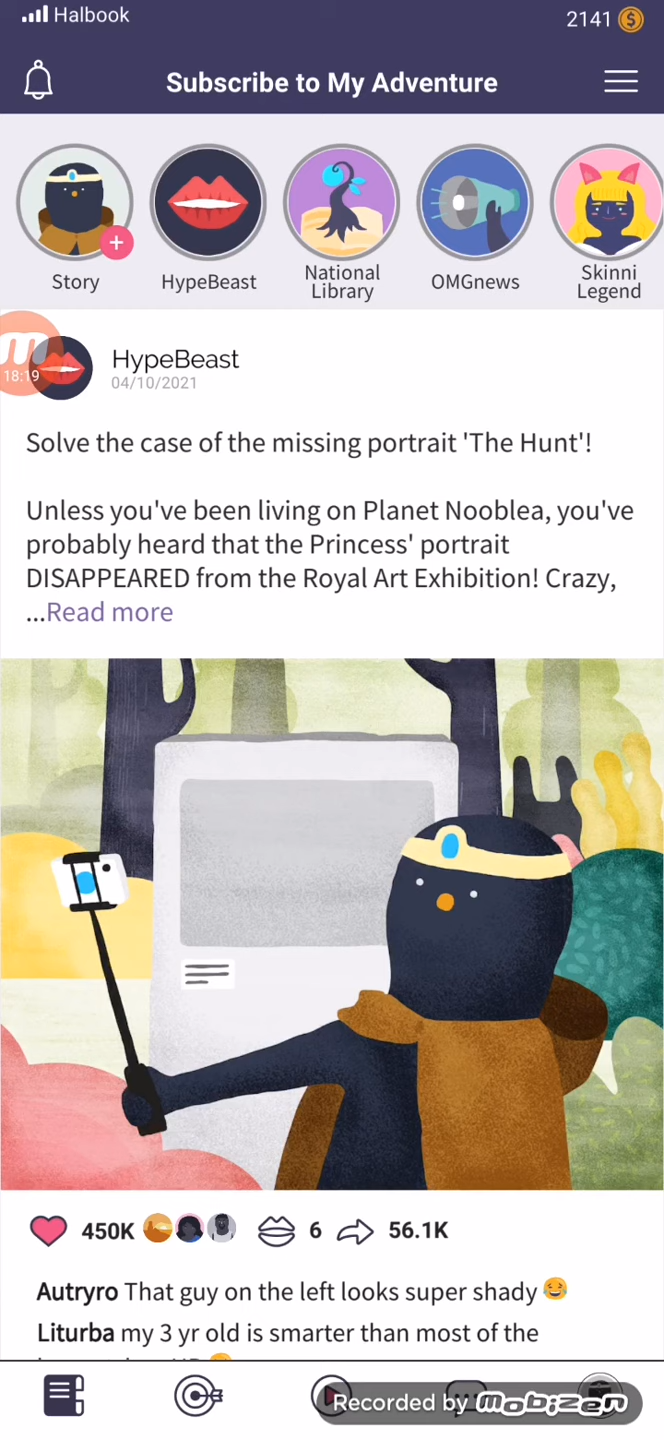 Halbook
2141
Subscribe to My Adventure
Story
HypeBeast
National
Library
OMGnews
Skinni
Legend
18:19
HypeBeast
04/10/2021
Solve the case of the missing portrait 'The Hunt'!
Unless you've been living on Planet Nooblea, you've
probably heard that the Princess' portrait
DISAPPEARED from the Royal Art Exhibition! Crazy,
...Read more
450K
6
56.1K
Autryro That guy on the left looks super shady 😂
Liturba my 3 yr old is smarter than most of the
Recorded by mobizen